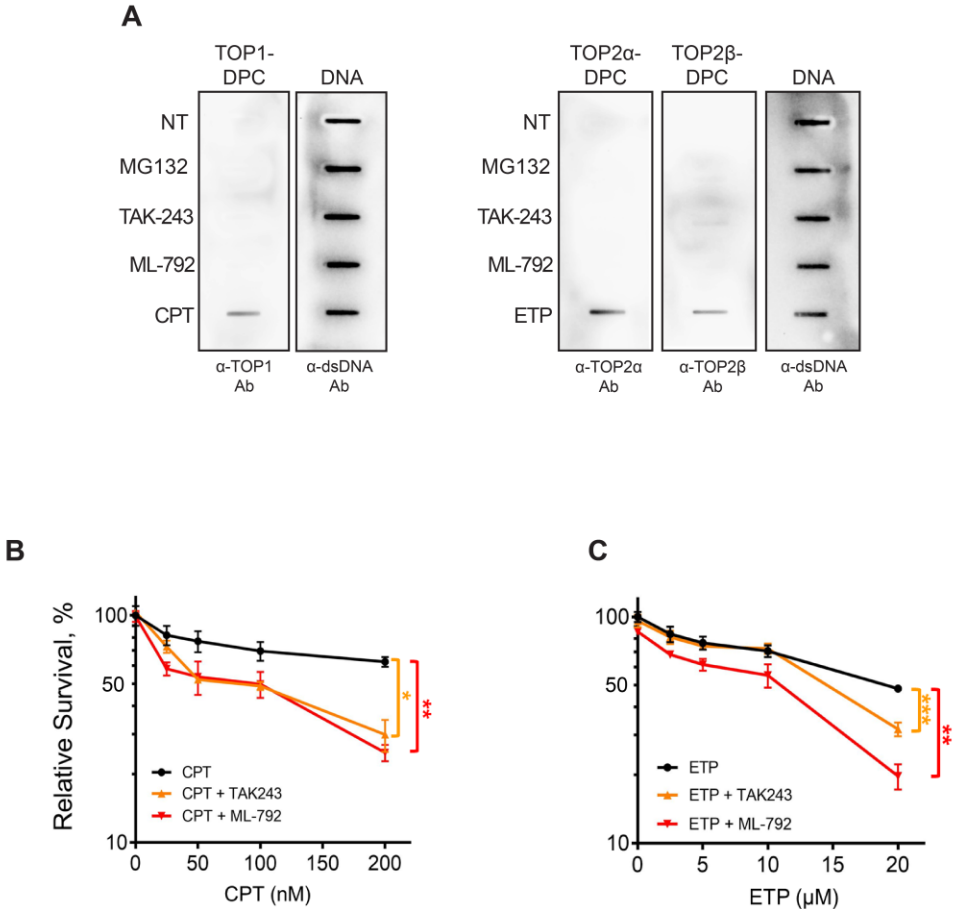 A
TOP1-
DPC
DNA
NT
MG132
TAK-243
ML-792
CPT
α-TOP1
Ab
α-dsDNA
Ab
TOP2α-
DPC
TOP2β-
DPC
DNA
NT
MG132
TAK-243
ML-792
ETP
α-TOP2α
Ab
α-TOP2β
Ab
α-dsDNA
Ab
B
Relative Survival, %
100
50
10
*
**
CPT
CPT + TAK243
CPT + ML-792
0 50 100 150 200
CPT (nM)
C
100
50
10
***
**
ETP
ETP + TAK243
ETP + ML-792
0 5 10 15 20
ETP (µM)